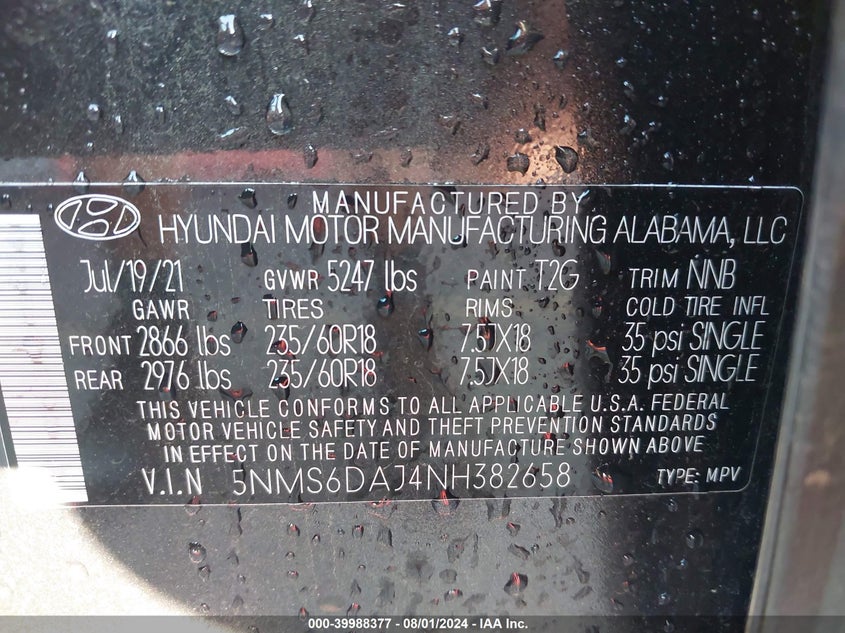 MANUFACTURED BY
HYUNDAI MOTOR MANUFACTURING ALABAMA, LLC
Jul/19/21 GVWR 5247 lbs PAINT T2G TRIM NNB
GAWR TIRES RIMS COLD TIRE INFL
FRONT 2866 lbs 235/60R18 7.5JX18 35 psi SINGLE
REAR 2976 lbs 235/60R18 7.5JX18 35 psi SINGLE
THIS VEHICLE CONFORMS TO ALL APPLICABLE U.S.A. FEDERAL
MOTOR VEHICLE SAFETY AND THEFT PREVENTION STANDARDS
IN EFFECT ON THE DATE OF MANUFACTURE SHOWN ABOVE
V.I.N 5NMS6DAJ4NH382658 TYPE: MPV
000-39988377 - 08/01/2024 - IAA Inc.